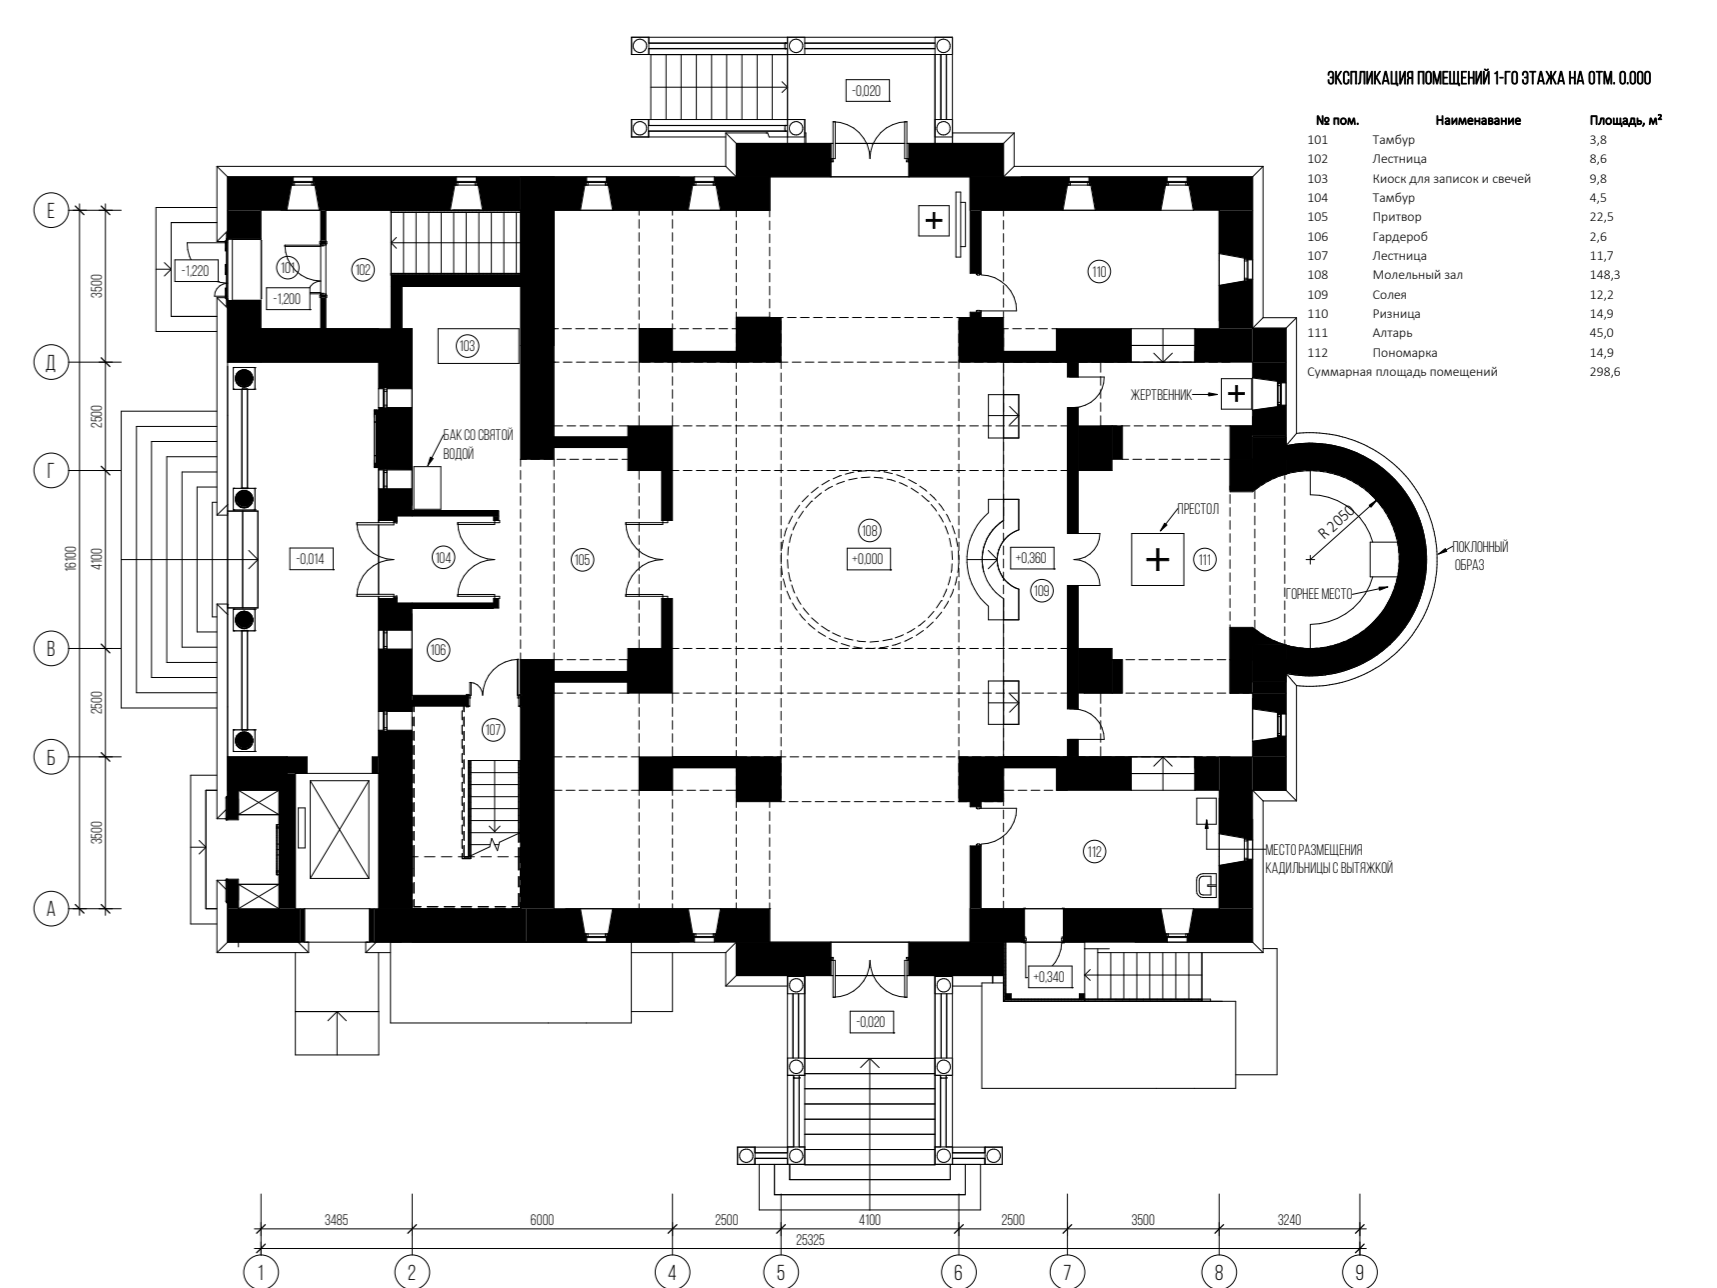 ЭКСПЛИКАЦИЯ ПОМЕЩЕНИЙ 1-ГО ЭТАЖА НА ОТМ. 0.000
№ пом. Наименавание Площадь, м²
101 Тамбур 3,8
102 Лестница 8,6
103 Киоск для записок и свечей 9,8
104 Тамбур 4,5
105 Притвор 22,5
106 Гардероб 2,6
107 Лестница 11,7
108 Молельный зал 148,3
109 Солея 12,2
110 Ризница 14,9
111 Алтарь 45,0
112 Пономарка 14,9
Суммарная площадь помещений 298,6
-0,020
Е
101
102
110
-1,220
-1,200
3500
103
Д
ЖЕРТВЕННИК
2500
БАК СО СВЯТОЙ
ВОДОЙ
Г
ПРЕСТОЛ
R 2050
16100
4100
-0,014
104
105
108
+0,000
+0,360
109
111
ПОКЛОННЫЙ
ОБРАЗ
ГОРНЕЕ МЕСТО
В
106
2500
107
Б
3500
112
МЕСТО РАЗМЕЩЕНИЯ
КАДИЛЬНИЦЫ С ВЫТЯЖКОЙ
А
+0,340
-0,020
3485 6000 2500 4100 2500 3500 3240
25325
1 2 4 5 6 7 8 9